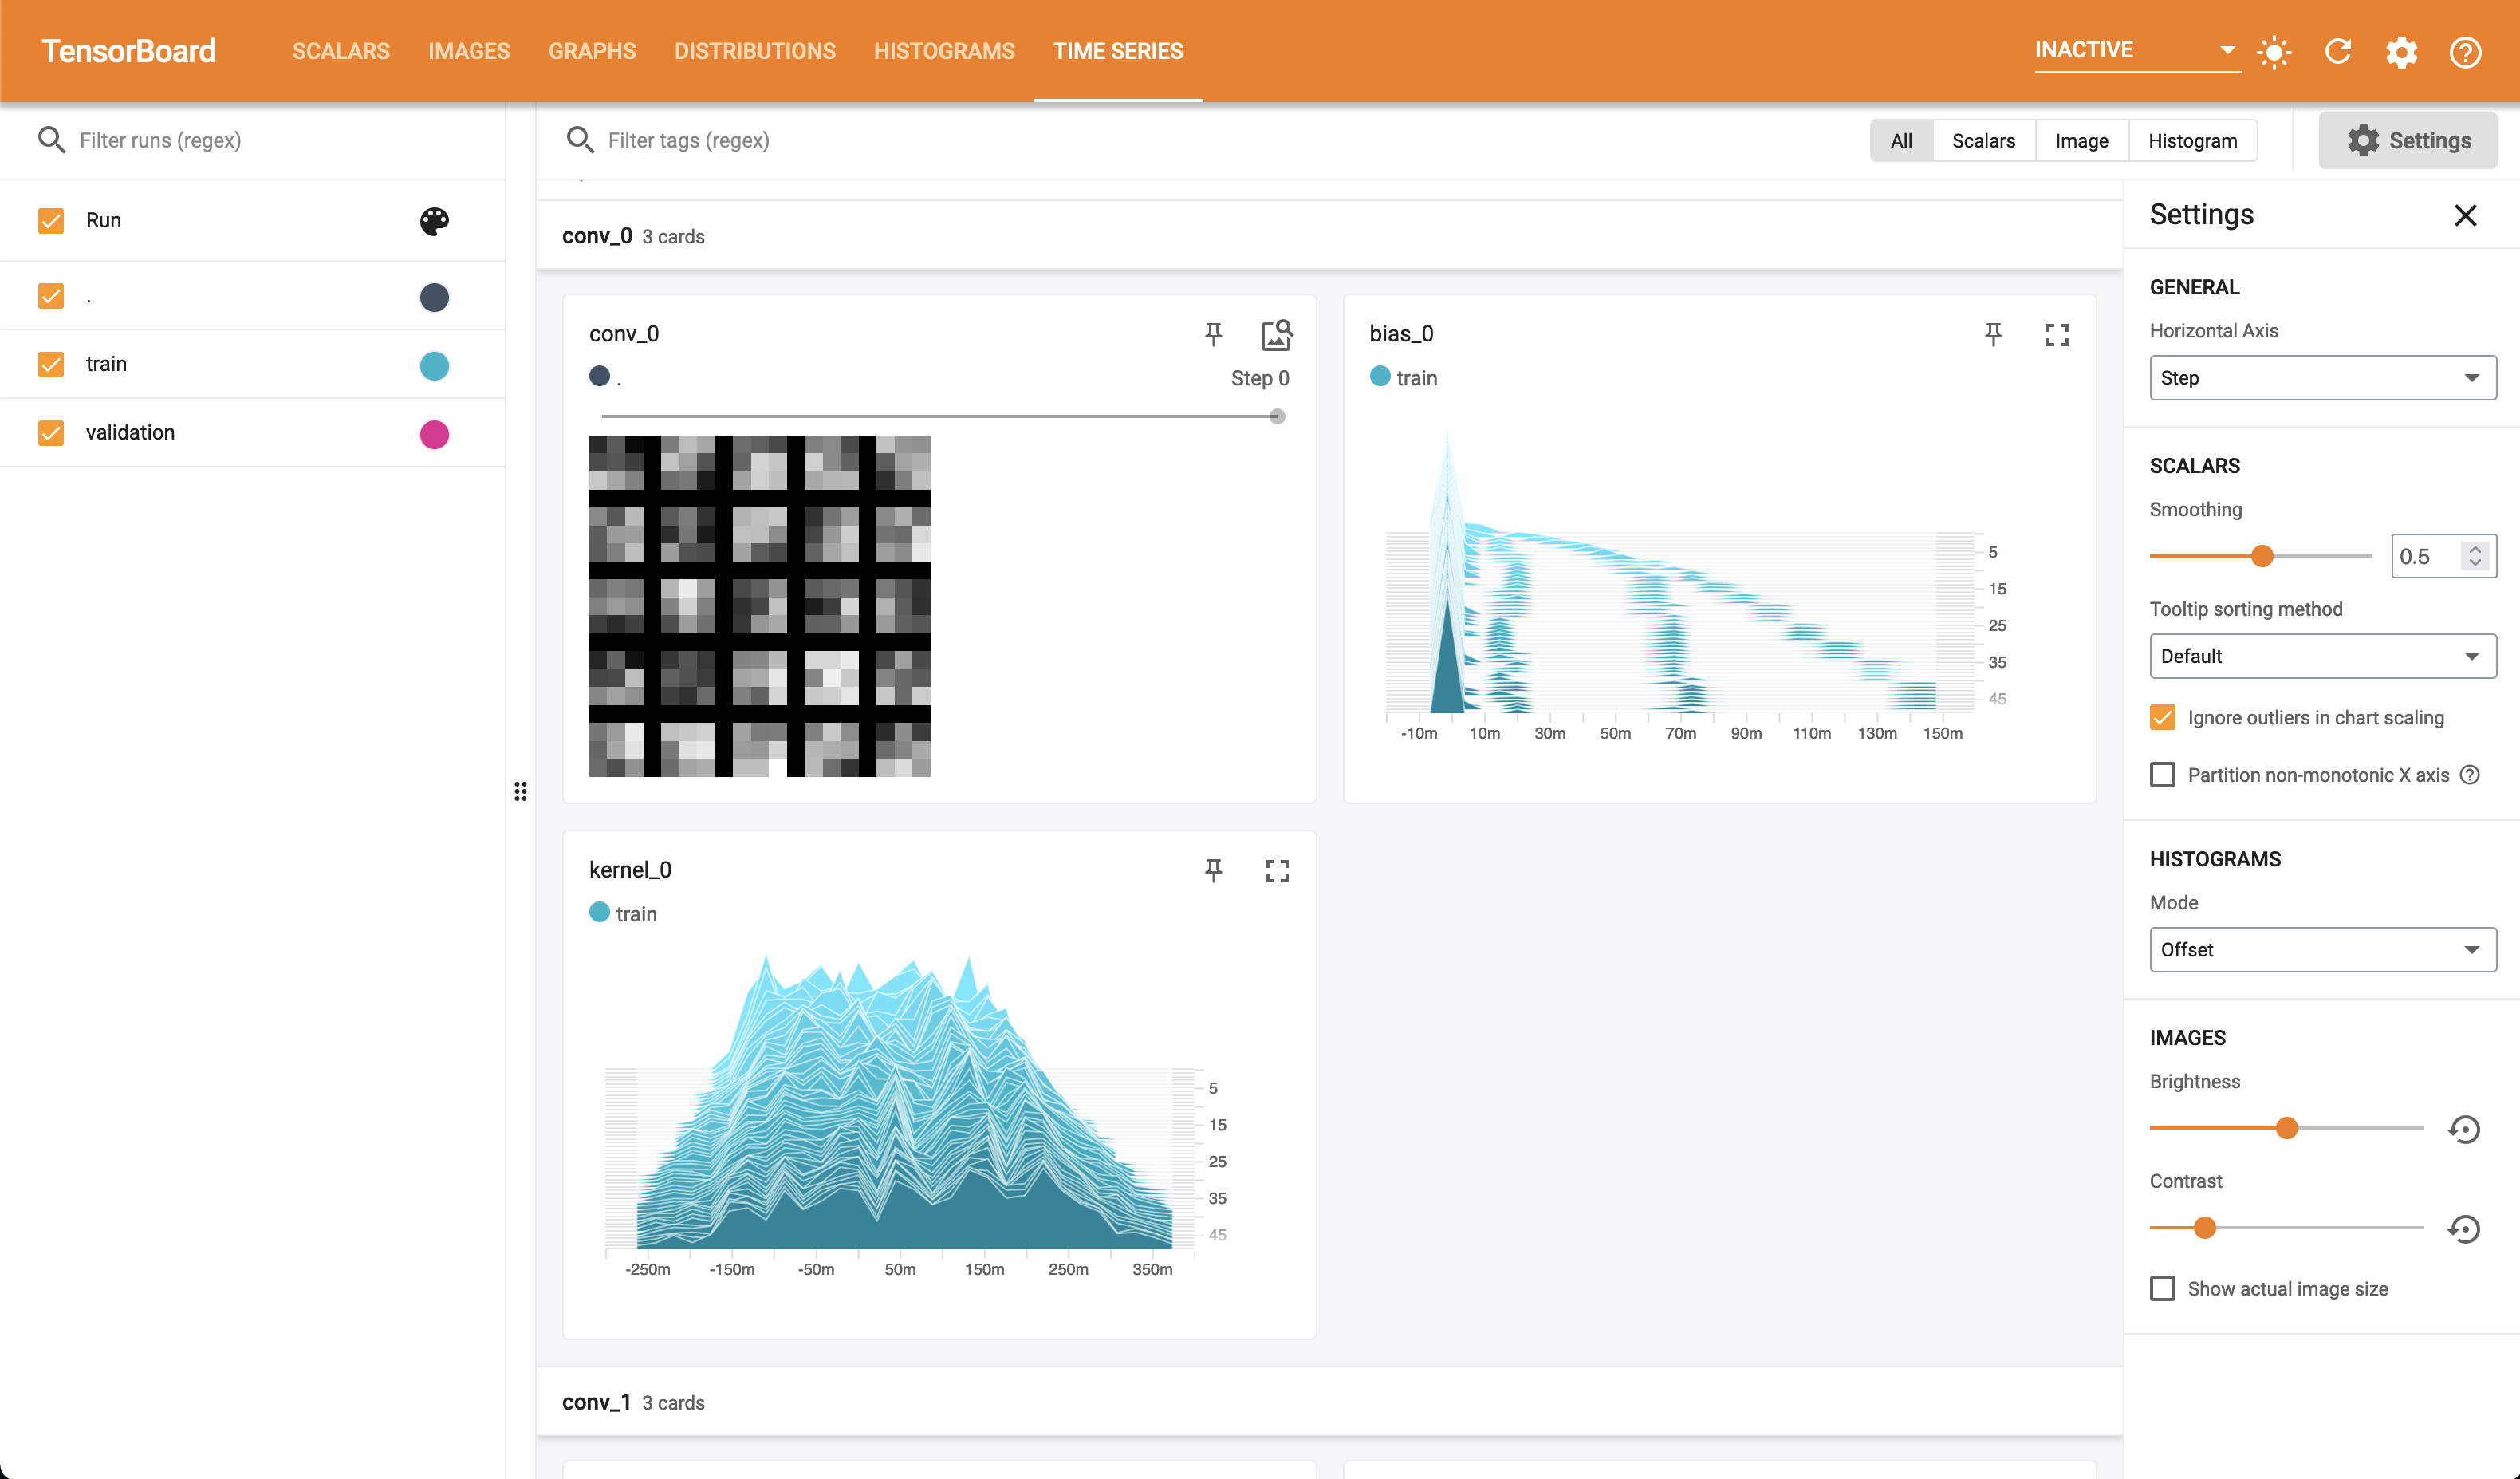 TensorBoard SCALARS IMAGES GRAPHS DISTRIBUTIONS HISTOGRAMS TIME SERIES INACTIVE
Filter runs (regex)
Run
.
train
validation
Filter tags (regex)
All Scalars Image Histogram Settings
conv_0 3 cards
conv_0
. Step 0
bias_0
train
5
15
25
35
45
-10m 10m 30m 50m 70m 90m 110m 130m 150m
kernel_0
train
5
15
25
35
45
-250m -150m -50m 50m 150m 250m 350m
conv_1 3 cards
Settings
GENERAL
Horizontal Axis
Step
SCALARS
Smoothing
0.5
Tooltip sorting method
Default
Ignore outliers in chart scaling
Partition non-monotonic X axis
HISTOGRAMS
Mode
Offset
IMAGES
Brightness
Contrast
Show actual image size